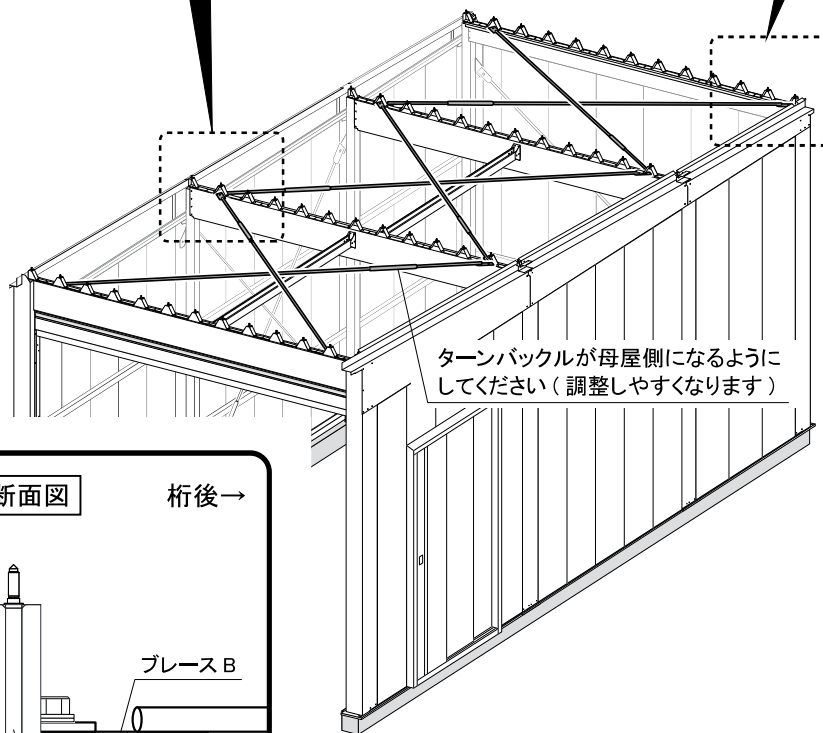 ターンバックルが母屋側になるように
してください ( 調整しやすくなります )
断面図
桁後→
ブレース B